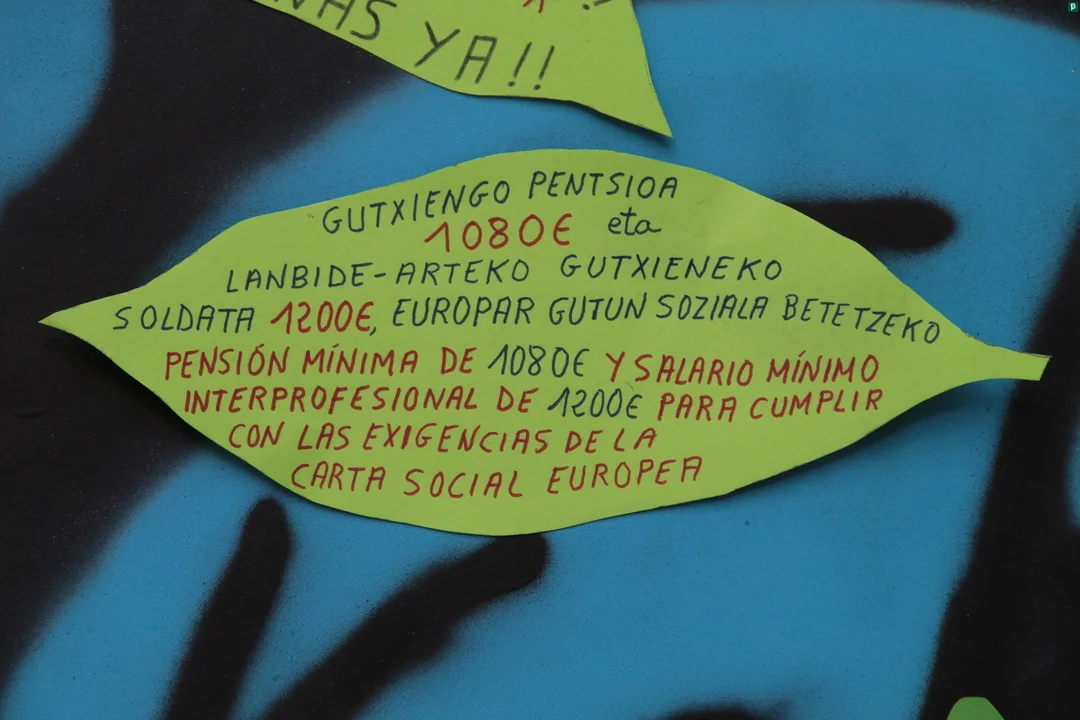 YA!!
GUTXIENGO PENTSIOA
1080€ eta
LANBIDE-ARTEKO GUTXIENEKO
SOLDATA 1200€, EUROPAR GUTUN SOZIALA BETETZEKO
PENSIÓN MÍNIMA DE 1080€ Y SALARIO MÍNIMO
INTERPROFESIONAL DE 1200€ PARA CUMPLIR
CON LAS EXIGENCIAS DE LA
CARTA SOCIAL EUROPEA